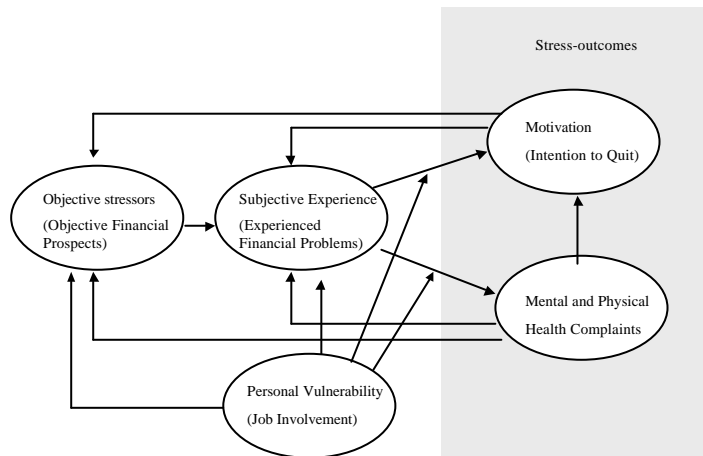 Stress-outcomes
Motivation
(Intention to Quit)
Objective stressors
(Objective Financial
Prospects)
Subjective Experience
(Experienced
Financial Problems)
Mental and Physical
Health Complaints
Personal Vulnerability
(Job Involvement)